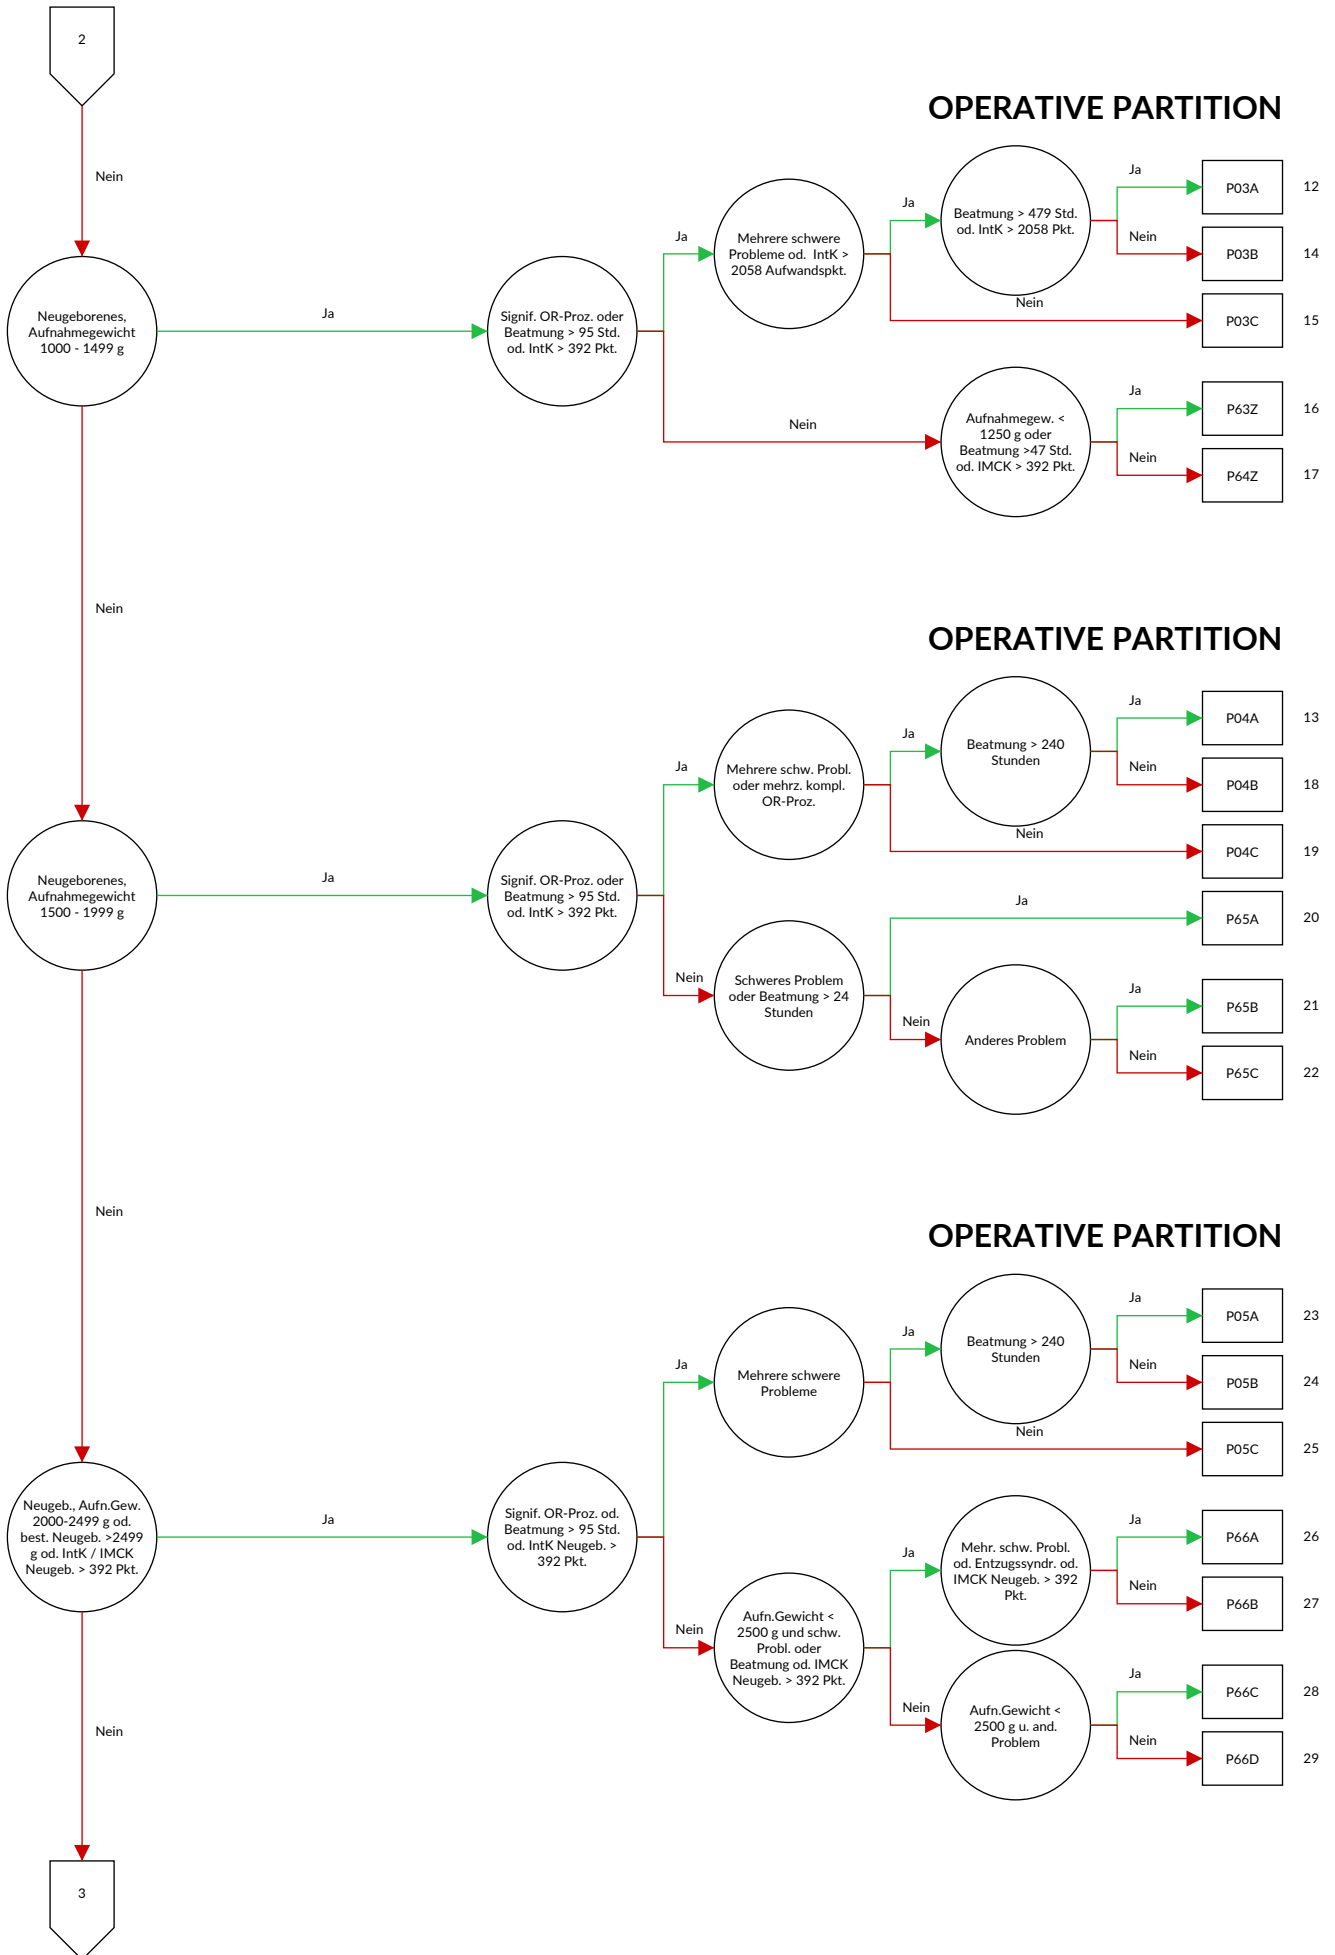 2
Nein
OPERATIVE PARTITION
Neugeborenes,
Aufnahmegewicht
1000 - 1499 g
Ja
Signif. OR-Proz. oder
Beatmung > 95 Std.
od. IntK > 392 Pkt.
Ja
Mehrere schwere
Probleme od.  IntK >
2058 Aufwandspkt.
Ja
Beatmung > 479 Std.
od. IntK > 2058 Pkt.
Ja
P03A
12
Nein
P03B
14
Nein
P03C
15
Nein
Aufnahmegew. <
1250 g oder
Beatmung >47 Std.
od. IMCK > 392 Pkt.
Ja
P63Z
16
Nein
P64Z
17
Nein
OPERATIVE PARTITION
Neugeborenes,
Aufnahmegewicht
1500 - 1999 g
Ja
Signif. OR-Proz. oder
Beatmung > 95 Std.
od. IntK > 392 Pkt.
Ja
Mehrere schw. Probl.
oder mehrz. kompl.
OR-Proz.
Ja
Beatmung > 240
Stunden
Ja
P04A
13
Nein
P04B
18
Nein
P04C
19
Nein
Schweres Problem
oder Beatmung > 24
Stunden
Ja
P65A
20
Nein
Anderes Problem
Ja
P65B
21
Nein
P65C
22
Nein
OPERATIVE PARTITION
Neugeb., Aufn.Gew.
2000-2499 g od.
best. Neugeb. >2499
g od. IntK / IMCK
Neugeb. > 392 Pkt.
Ja
Signif. OR-Proz. od.
Beatmung > 95 Std.
od. IntK Neugeb. >
392 Pkt.
Ja
Mehrere schwere
Probleme
Ja
Beatmung > 240
Stunden
Ja
P05A
23
Nein
P05B
24
Nein
P05C
25
Nein
Aufn.Gewicht <
2500 g und schw.
Probl. oder
Beatmung od. IMCK
Neugeb. > 392 Pkt.
Ja
Mehr. schw. Probl.
od. Entzugssyndr. od.
IMCK Neugeb. > 392
Pkt.
Ja
P66A
26
Nein
P66B
27
Nein
Aufn.Gewicht <
2500 g u. and.
Problem
Ja
P66C
28
Nein
P66D
29
Nein
3